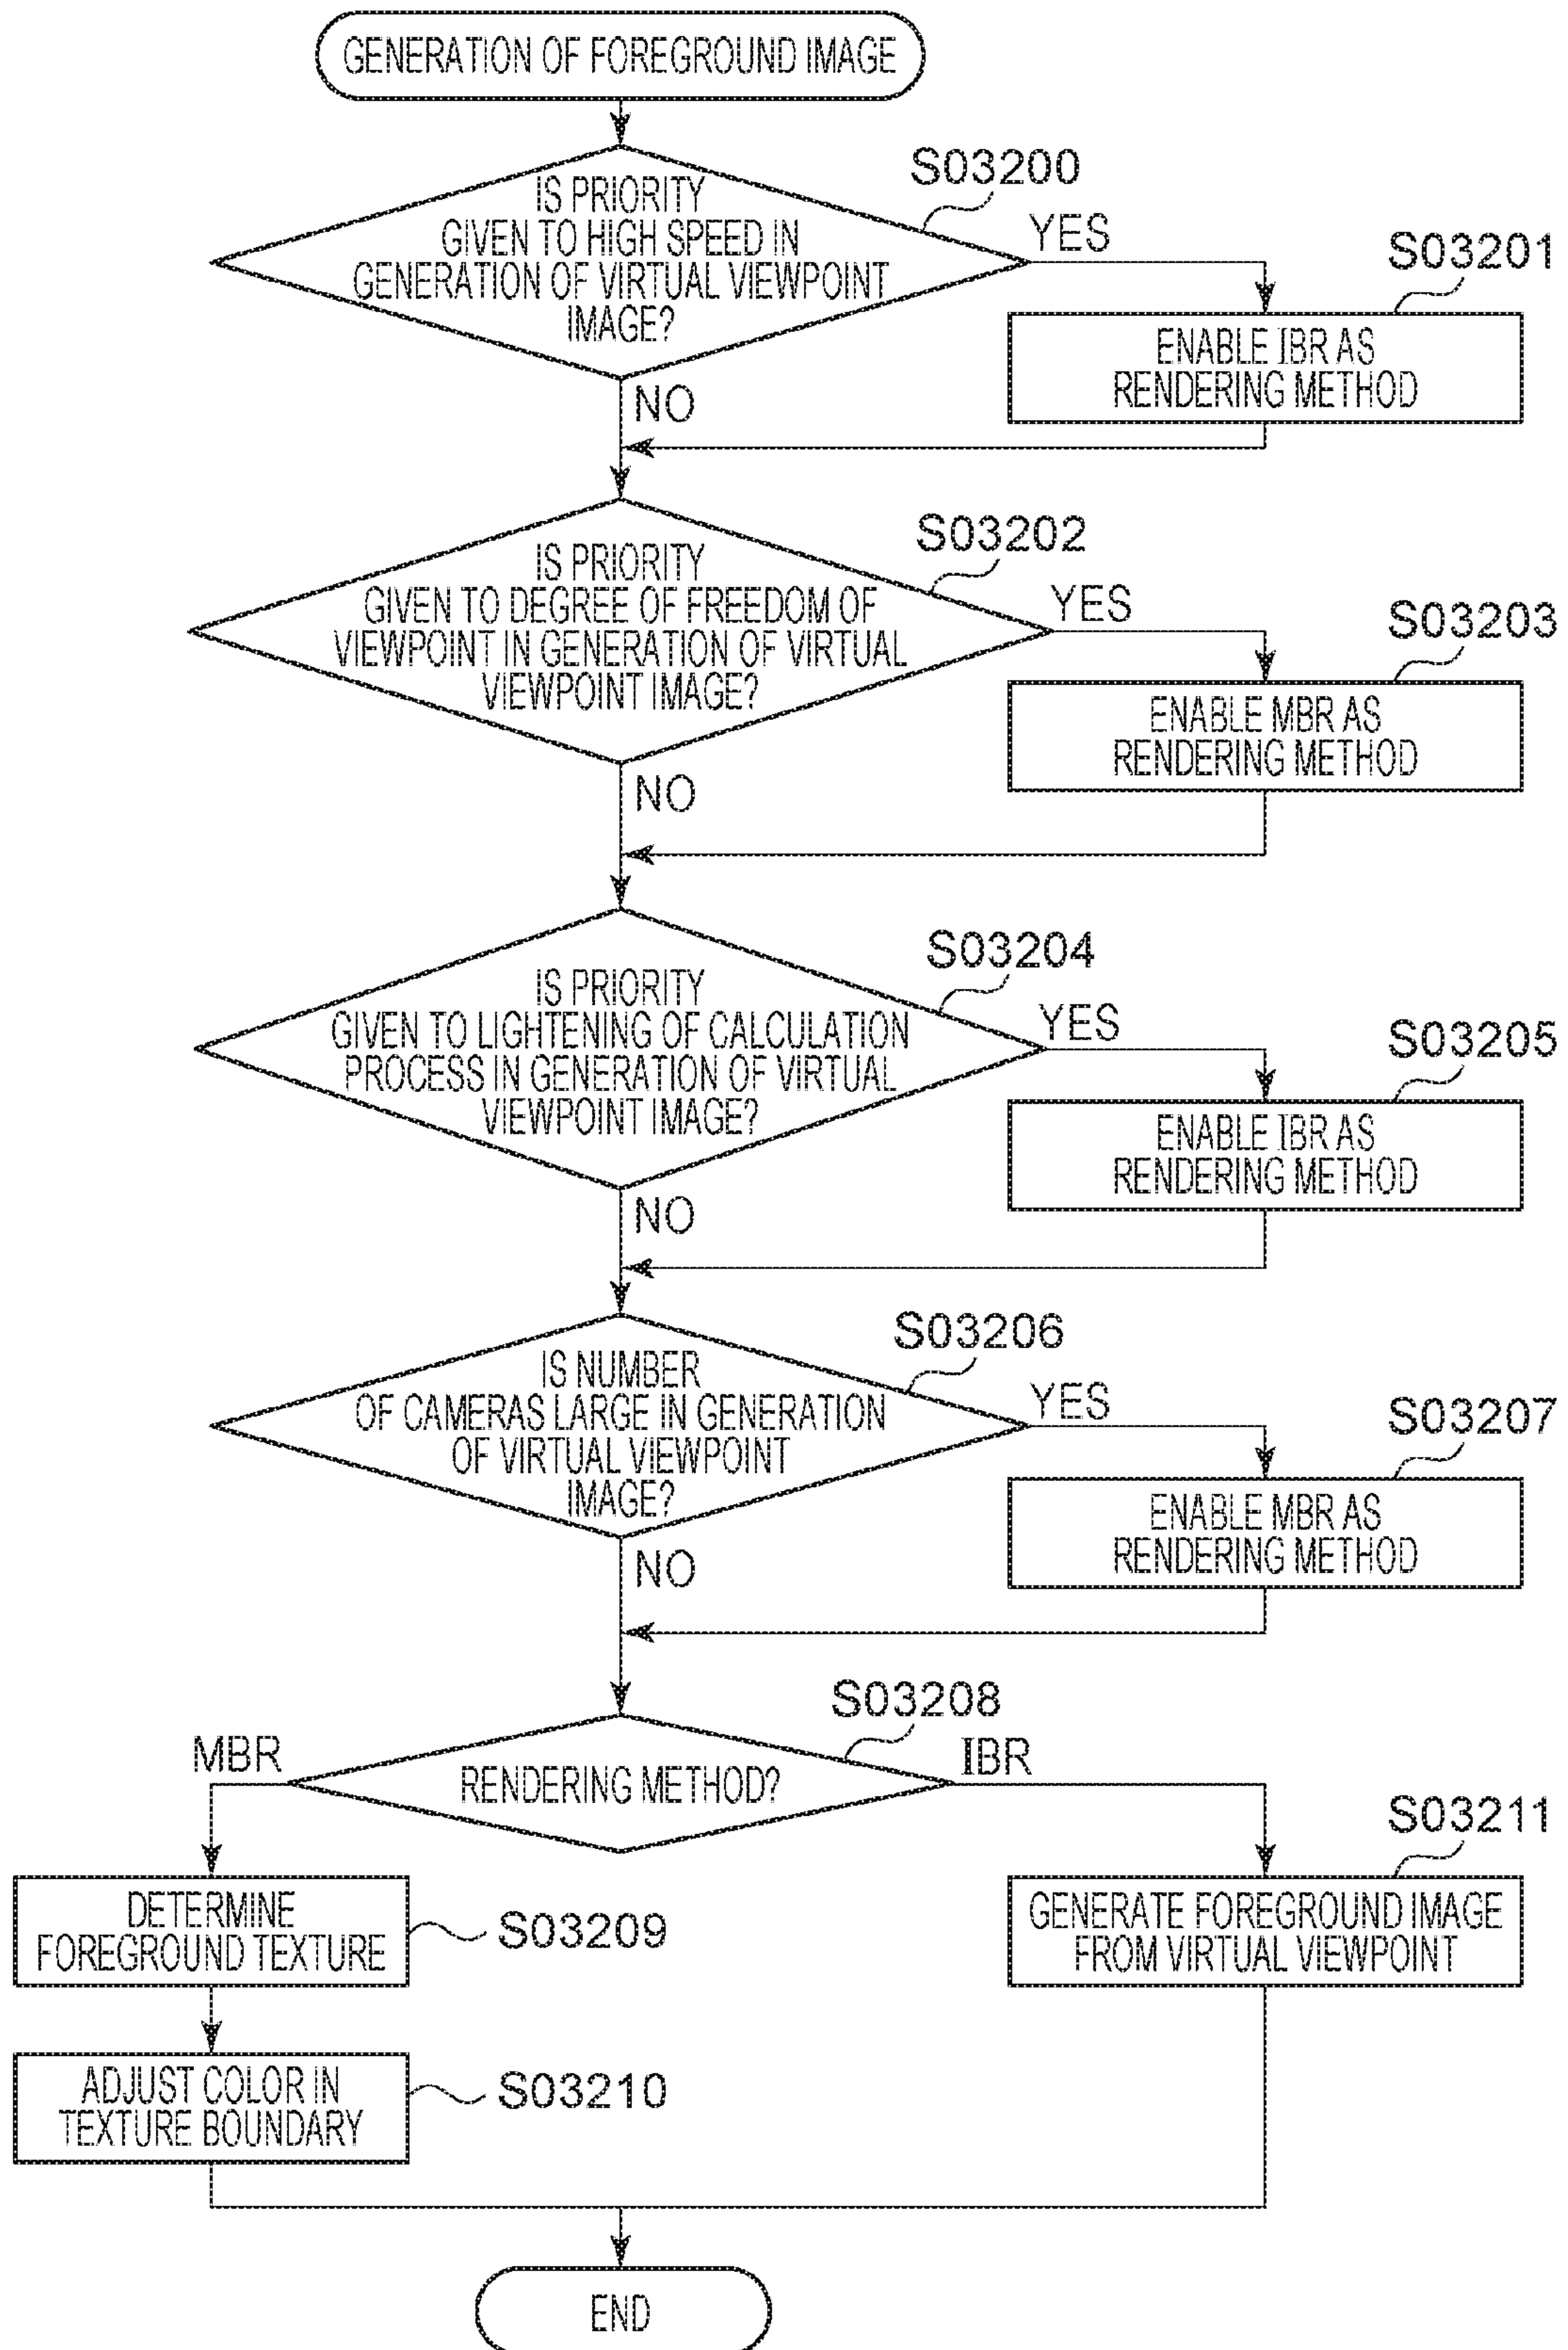 GENERATION OF FOREGROUND IMAGE
S03200
IS PRIORITY
GIVEN TO HIGH SPEED IN
GENERATION OF VIRTUAL VIEWPOINT
IMAGE?
YES
NO
S03201
ENABLE IBR AS
RENDERING METHOD
S03202
IS PRIORITY
GIVEN TO DEGREE OF FREEDOM OF
VIEWPOINT IN GENERATION OF VIRTUAL
VIEWPOINT IMAGE?
YES
NO
S03203
ENABLE MBR AS
RENDERING METHOD
S03204
IS PRIORITY
GIVEN TO LIGHTENING OF CALCULATION
PROCESS IN GENERATION OF VIRTUAL
VIEWPOINT IMAGE?
YES
NO
S03205
ENABLE IBR AS
RENDERING METHOD
S03206
IS NUMBER
OF CAMERAS LARGE IN GENERATION
OF VIRTUAL VIEWPOINT
IMAGE?
YES
NO
S03207
ENABLE MBR AS
RENDERING METHOD
S03208
RENDERING METHOD?
MBR
IBR
DETERMINE
FOREGROUND TEXTURE
S03209
ADJUST COLOR IN
TEXTURE BOUNDARY
S03210
S03211
GENERATE FOREGROUND IMAGE
FROM VIRTUAL VIEWPOINT
END